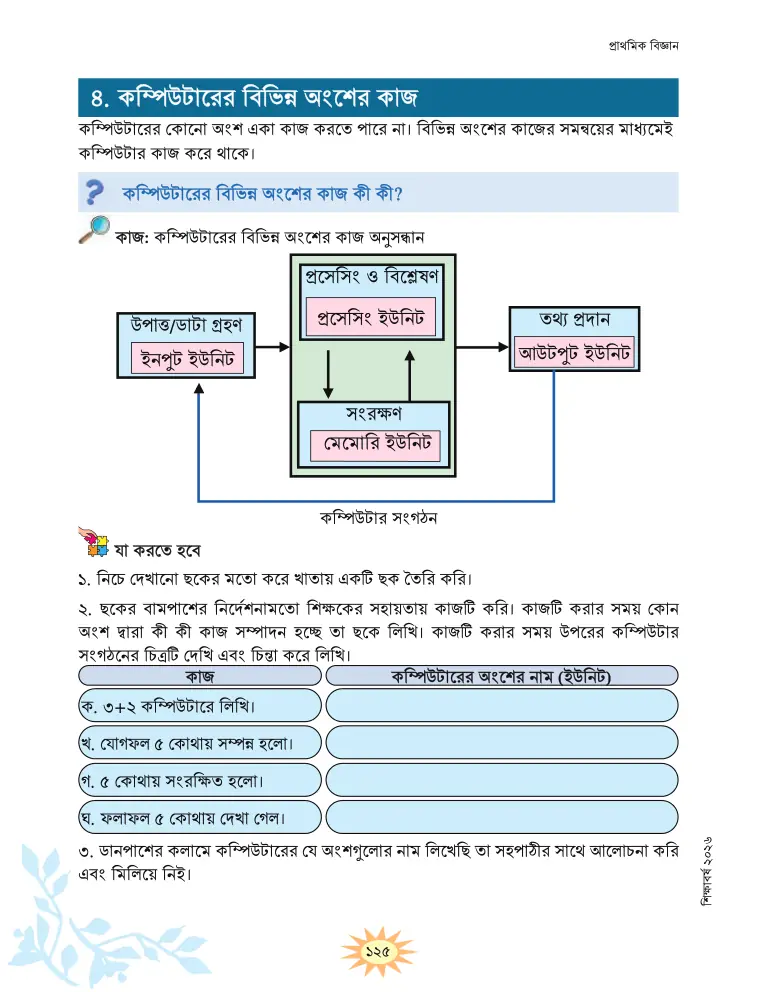 প্রাথমিক বিজ্ঞান
৪. কম্পিউটারের বিভিন্ন অংশের কাজ
কম্পিউটারের কোনো অংশ একা কাজ করতে পারে না। বিভিন্ন অংশের কাজের সমন্বয়ের মাধ্যমেই
কম্পিউটার কাজ করে থাকে।
কম্পিউটারের বিভিন্ন অংশের কাজ কী কী?
কাজ: কম্পিউটারের বিভিন্ন অংশের কাজ অনুসন্ধান
উপাত্ত/ডাটা গ্রহণ
ইনপুট ইউনিট
প্রসেসিং ও বিশ্লেষণ
প্রসেসিং ইউনিট
সংরক্ষণ
মেমোরি ইউনিট
তথ্য প্রদান
আউটপুট ইউনিট
কম্পিউটার সংগঠন
যা করতে হবে
১. নিচে দেখানো ছকের মতো করে খাতায় একটি ছক তৈরি করি।
২. ছকের বামপাশের নির্দেশনামতো শিক্ষকের সহায়তায় কাজটি করি। কাজটি করার সময় কোন
অংশ দ্বারা কী কী কাজ সম্পাদন হচ্ছে তা ছকে লিখি। কাজটি করার সময় উপরের কম্পিউটার
সংগঠনের চিত্রটি দেখি এবং চিন্তা করে লিখি।
কাজ কম্পিউটারের অংশের নাম (ইউনিট)
ক. ৩+২ কম্পিউটারে লিখি।
খ. যোগফল ৫ কোথায় সম্পন্ন হলো।
গ. ৫ কোথায় সংরক্ষিত হলো।
ঘ. ফলাফল ৫ কোথায় দেখা গেল।
৩. ডানপাশের কলামে কম্পিউটারের যে অংশগুলোর নাম লিখেছি তা সহপাঠীর সাথে আলোচনা করি
এবং মিলিয়ে নিই।
শিক্ষাবর্ষ ২০২৬
১২৫